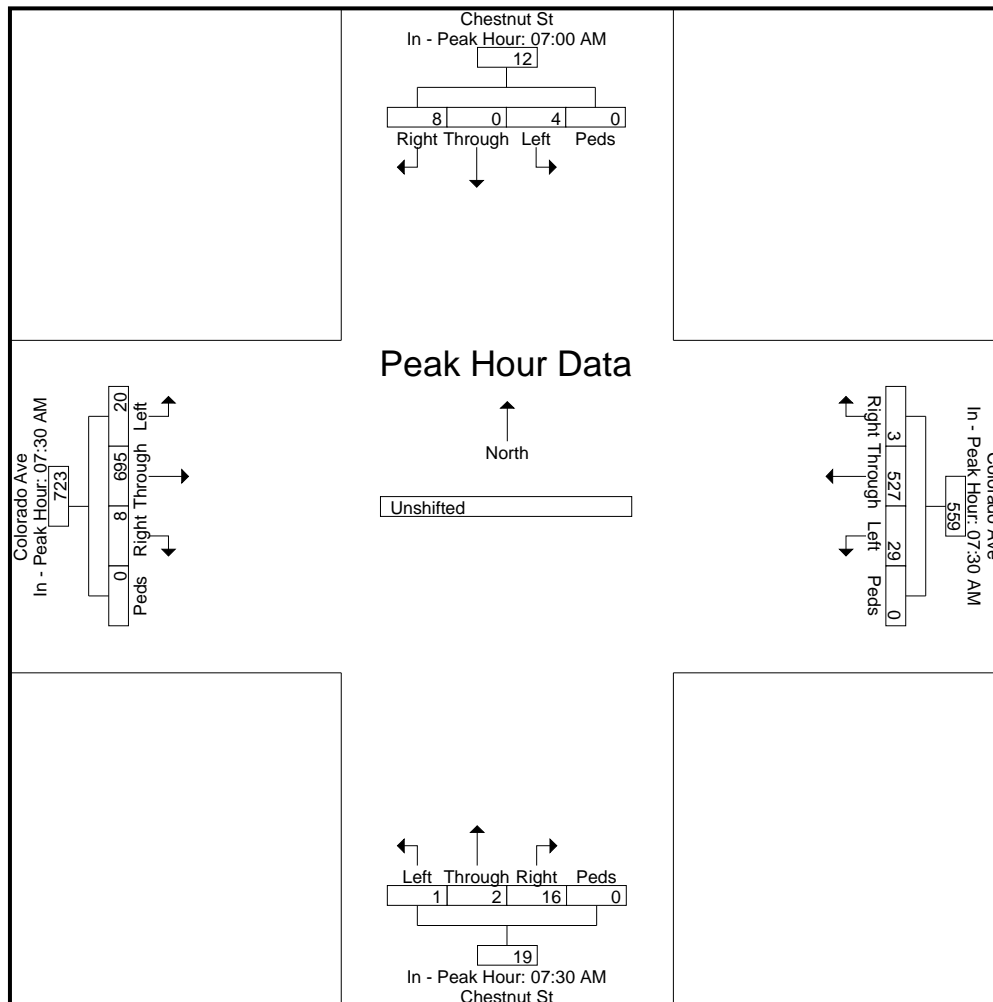 Chestnut St
In - Peak Hour: 07:00 AM
12
8 0 4 0
Right Through Left Peds
Peak Hour Data
North
Unshifted
Colorado Ave
In - Peak Hour: 07:30 AM
723
20 695 8 0
Left Through Right Peds
Colorado Ave
In - Peak Hour: 07:30 AM
559
3 527 29 0
Right Through Left Peds
Left Through Right Peds
1 2 16 0
19
In - Peak Hour: 07:30 AM
Chestnut St